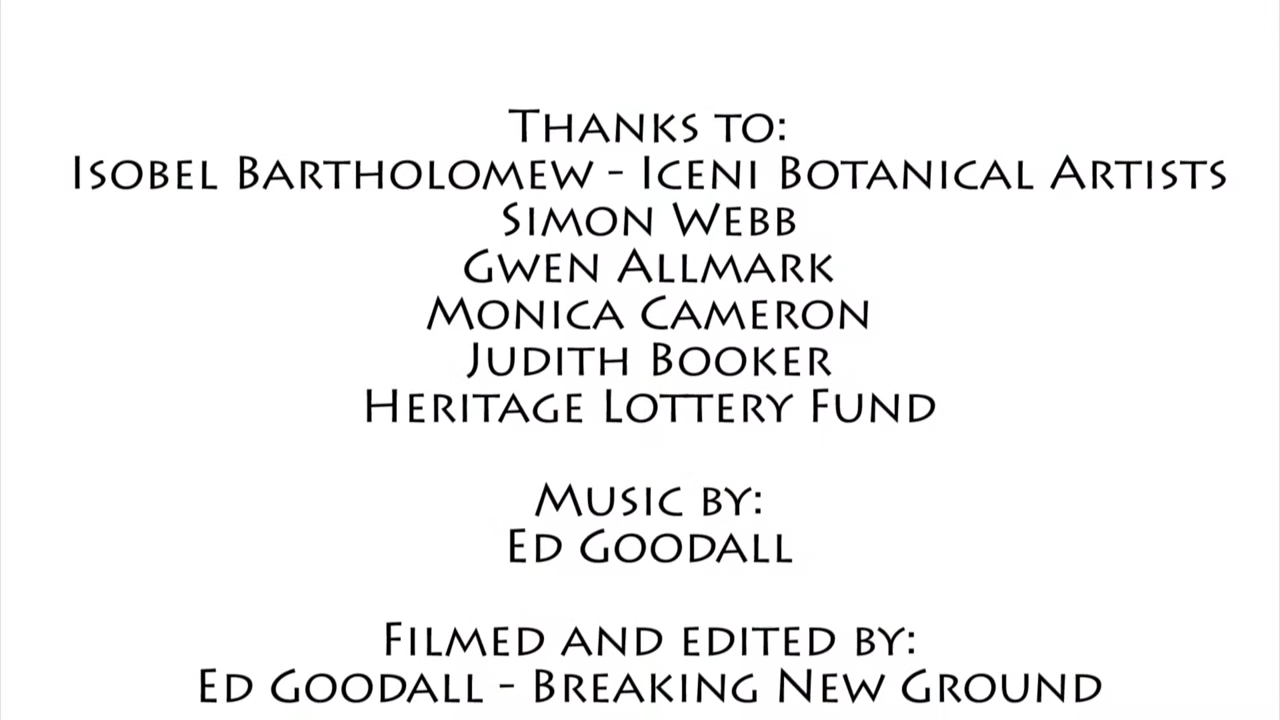 Thanks to:
Isobel Bartholomew - Iceni Botanical Artists
Simon Webb
Gwen Allmark
Monica Cameron
Judith Booker
Heritage Lottery Fund
Music by:
Ed Goodall
Filmed and edited by:
Ed Goodall - Breaking New Ground